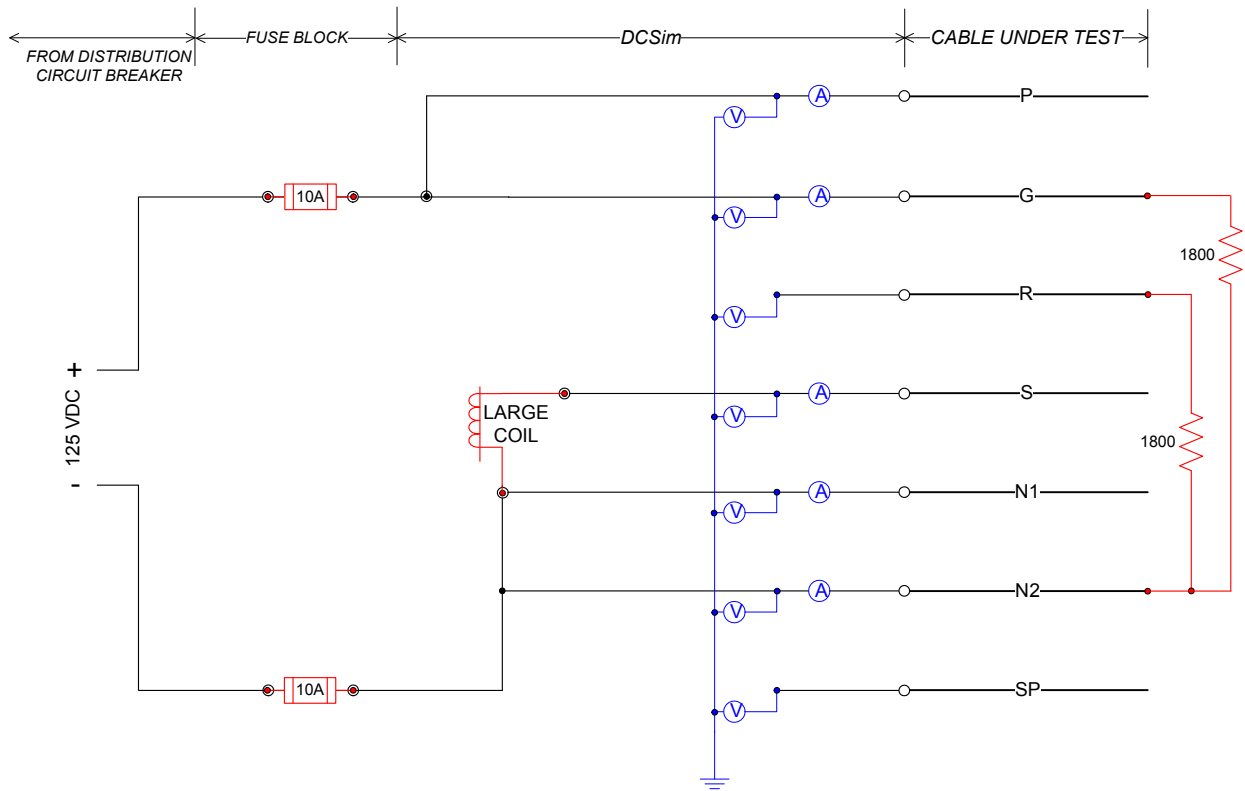 FROM DISTRIBUTION
CIRCUIT BREAKER
FUSE BLOCK
DCSim
CABLE UNDER TEST
A
P
V
10A
A
G
V
1800
R
V
+
125 VDC
-
LARGE
COIL
A
S
V
1800
A
N1
V
A
N2
V
10A
SP
V